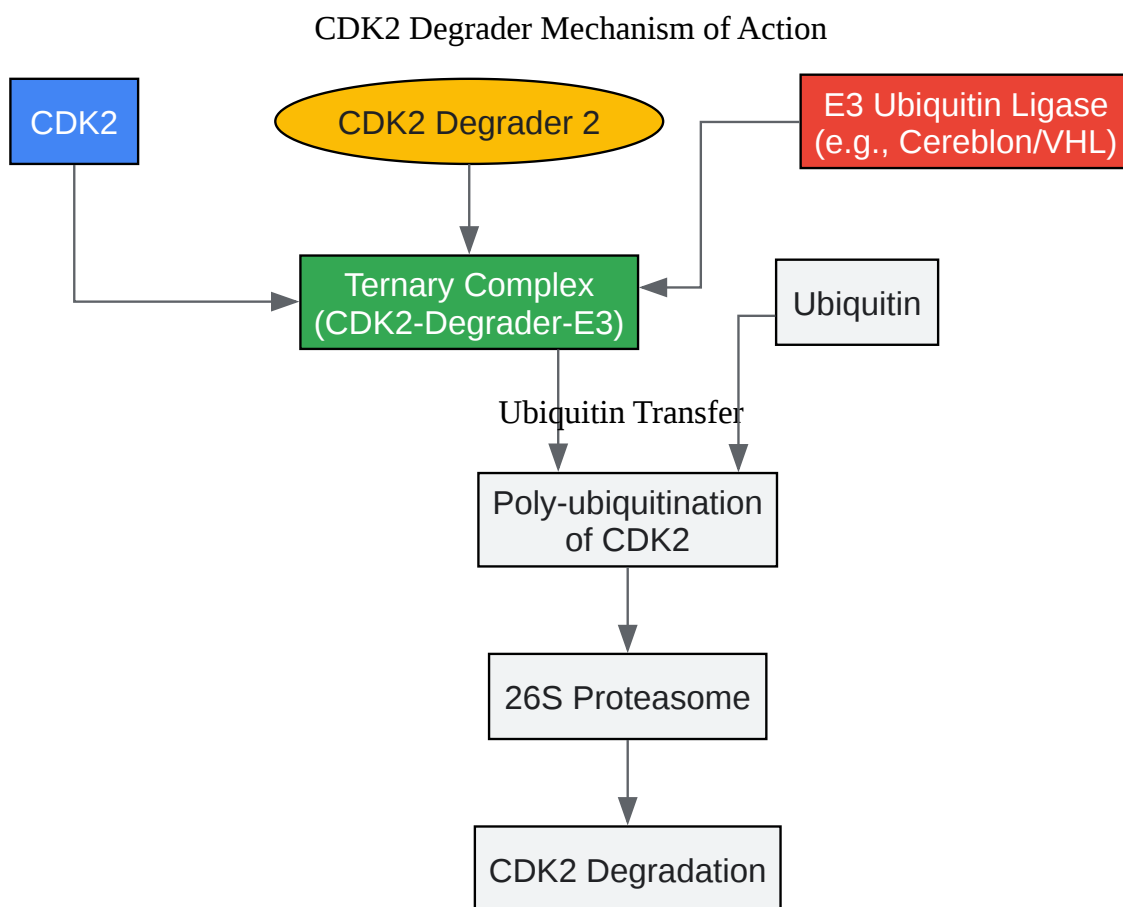 CDK2 Degrader Mechanism of Action
CDK2
CDK2 Degrader 2
E3 Ubiquitin Ligase
(e.g., Cereblon/VHL)
Ternary Complex
(CDK2-Degrader-E3)
Ubiquitin
Ubiquitin Transfer
Poly-ubiquitination
of CDK2
26S Proteasome
CDK2 Degradation